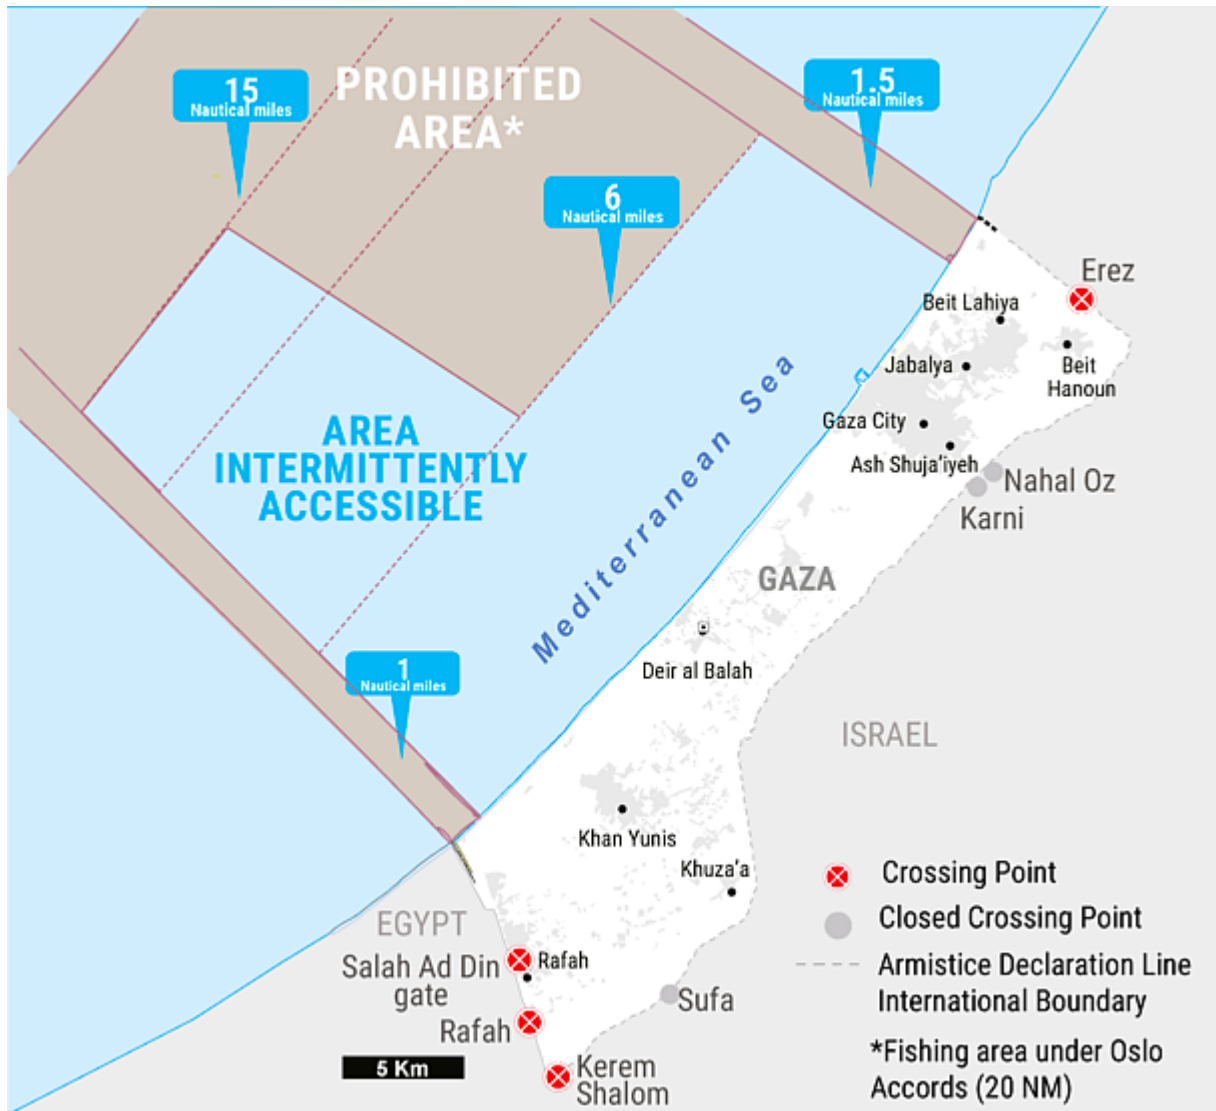 15
Nautical miles
PROHIBITED
AREA*
1.5
Nautical miles
6
Nautical miles
Erez
Beit Lahiya
Jabalya
Beit
Hanoun
Gaza City
Ash Shuja'iyeh
Nahal Oz
Karni
AREA
INTERMITTENTLY
ACCESSIBLE
Mediterranean Sea
GAZA
1
Nautical miles
Deir al Balah
ISRAEL
Khan Yunis
Khuza'a
EGYPT
Salah Ad Din
gate
Rafah
Rafah
Sufa
5 Km
Kerem
Shalom
Crossing Point
Closed Crossing Point
Armistice Declaration Line
International Boundary
*Fishing area under Oslo
Accords (20 NM)